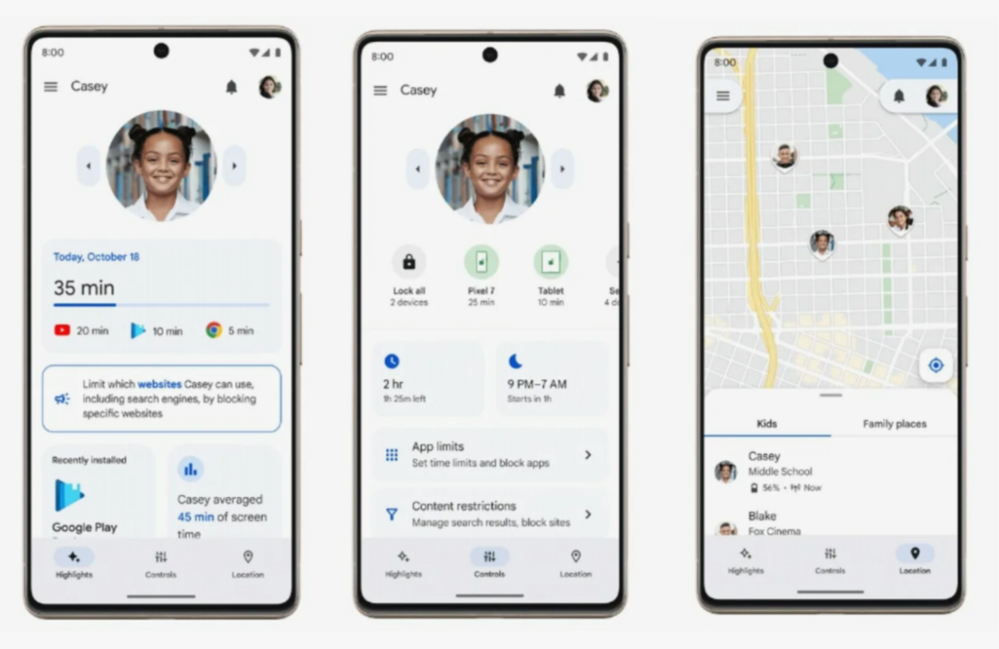 8:00
Casey
Today, October 18
35 min
20 min
10 min
5 min
Limit which websites Casey can use,
including search engines, by blocking
specific websites
Recently installed
Google Play
Casey averaged
45 min of screen
time
Highlights
Controls
Location
8:00
Casey
Lock all
2 devices
Pixel 7
25 min
Tablet
10 min
2 hr
1h 25m left
9 PM–7 AM
Starts in 1h
App limits
Set time limits and block apps
Content restrictions
Manage search results, block sites
Highlights
Controls
Location
8:00
Kids
Family places
Casey
Middle School
56% • Now
Blake
Fox Cinema
Highlights
Controls
Location